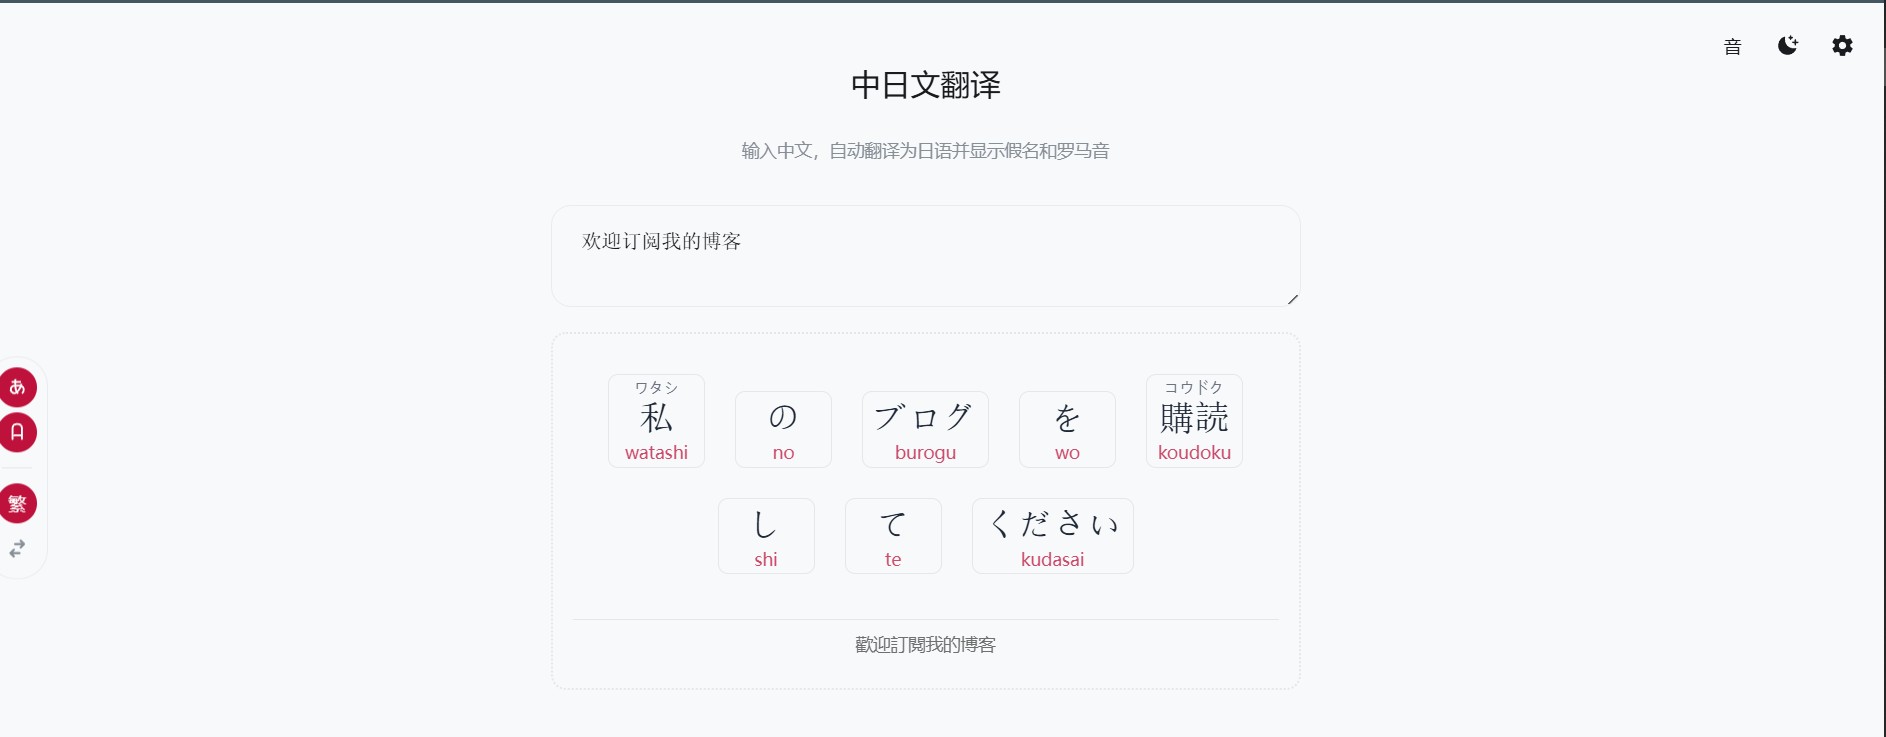 音
中日文翻译
输入中文，自动翻译为日语并显示假名和罗马音
欢迎订阅我的博客
ワタシ コウドク
私 の ブログ を 購読
watashi no burogu wo koudoku
し て ください
shi te kudasai
歡迎訂閱我的博客
あ
A
繁